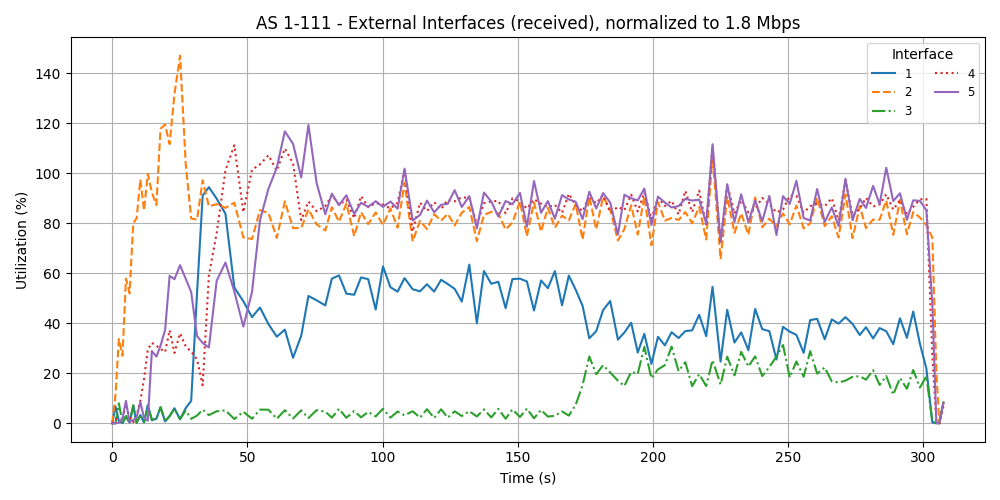 AS 1-111 - External Interfaces (received), normalized to 1.8 Mbps
Interface
1
2
3
4
5
Utilization (%)
140
120
100
80
60
40
20
0
0 50 100 150 200 250 300
Time (s)